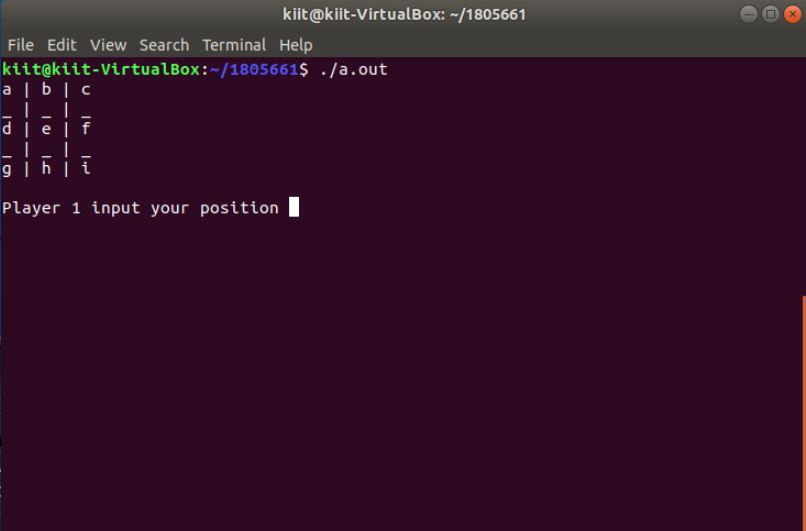 kiit@kiit-VirtualBox: ~/1805661
File Edit View Search Terminal Help
kiit@kiit-VirtualBox:~/1805661$ ./a.out
a | b | c
_ | _ | _
d | e | f
_ | _ | _
g | h | i
Player 1 input your position